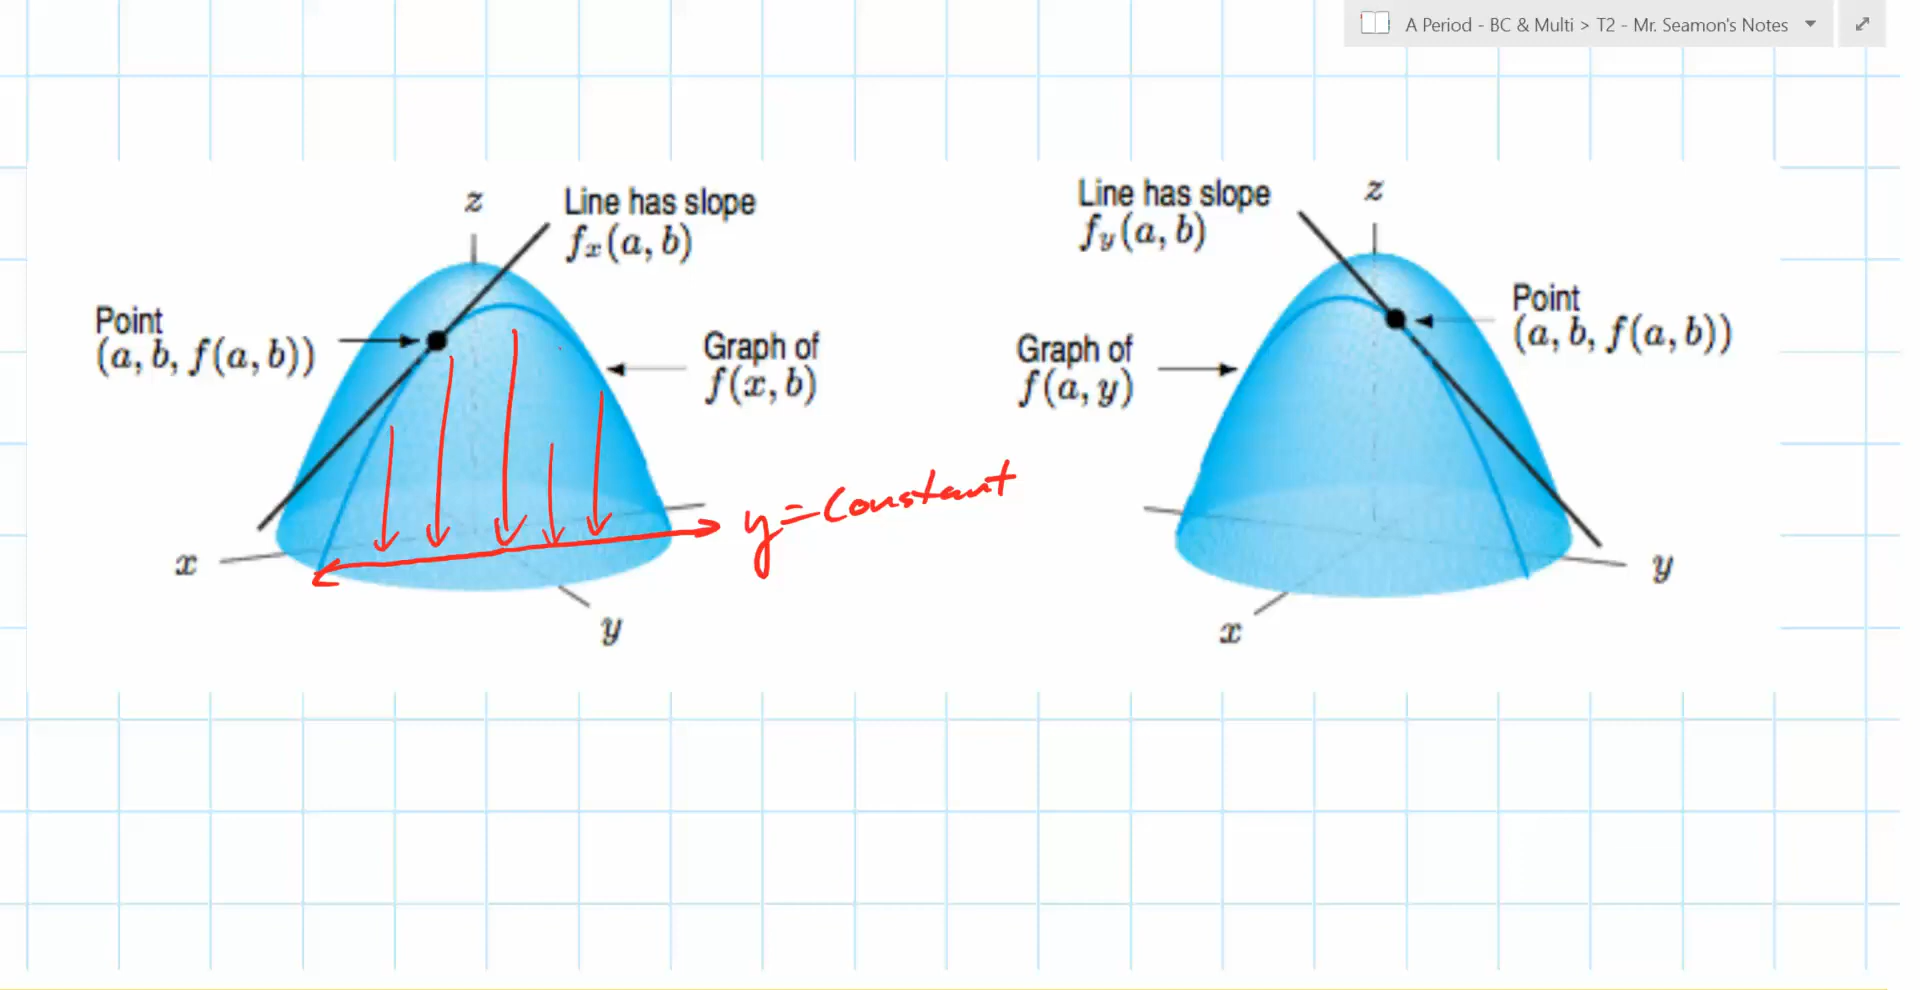 A Period - BC & Multi > T2 - Mr. Seamon's Notes
z
Line has slope
fₓ(a, b)
Point
(a, b, f(a, b))
Graph of
f(x, b)
y = Constant
x
y
Line has slope
f_y(a, b)
z
Point
(a, b, f(a, b))
Graph of
f(a, y)
y
x